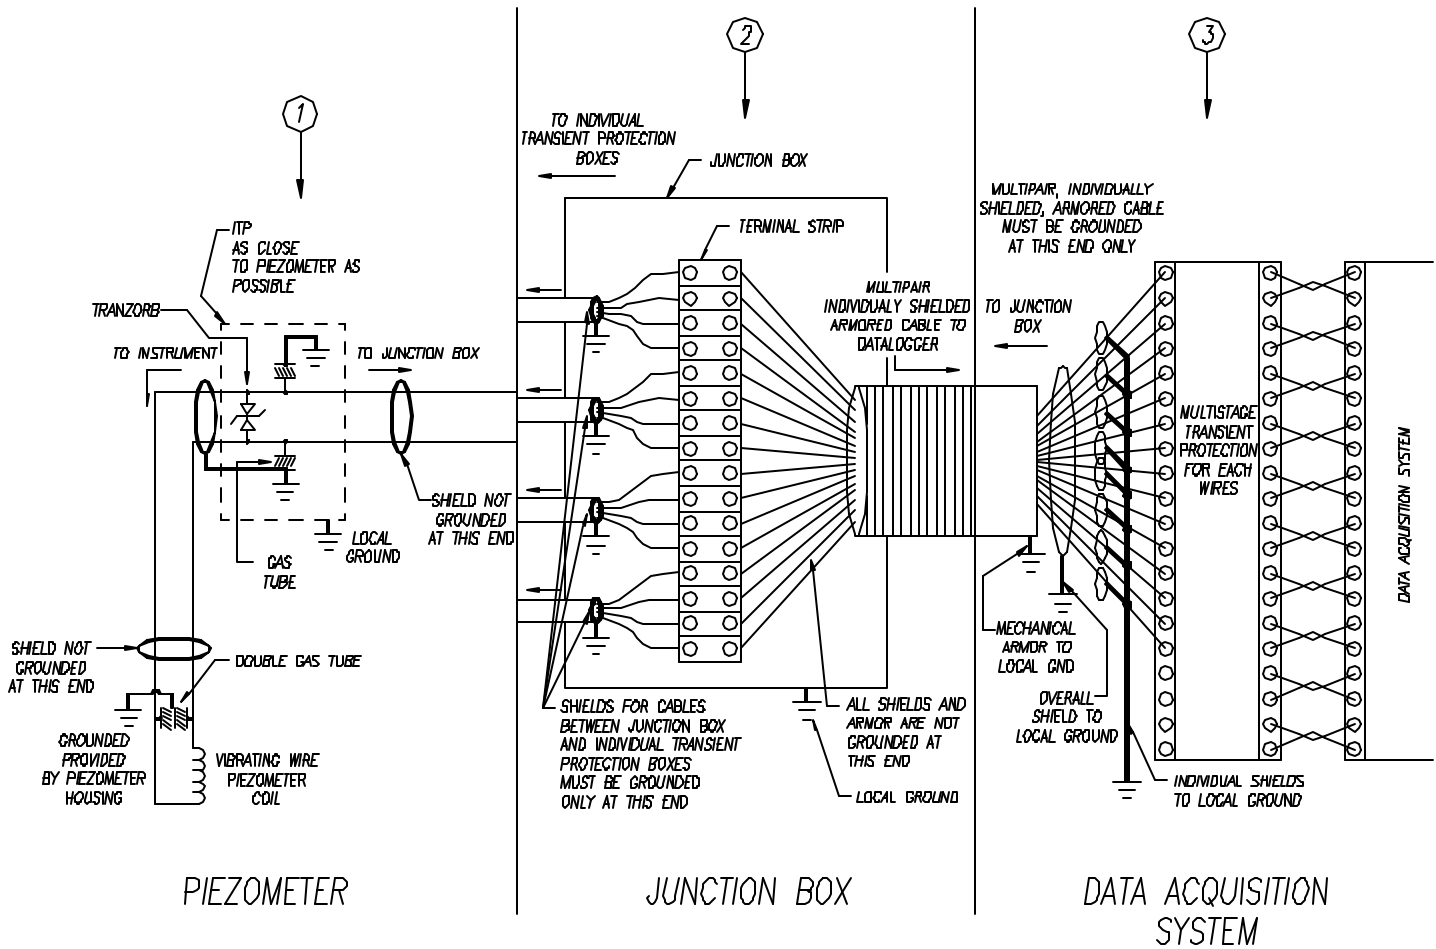 1
ITP
AS CLOSE
TO PIEZOMETER AS
POSSIBLE
TRANZORB
TO INSTRUMENT
TO JUNCTION BOX
SHIELD NOT
GROUNDED
AT THIS END
LOCAL
GROUND
GAS
TUBE
SHIELD NOT
GROUNDED
AT THIS END
DOUBLE GAS TUBE
GROUNDED
PROVIDED
BY PIEZOMETER
HOUSING
VIBRATING WIRE
PIEZOMETER
COIL
PIEZOMETER
2
TO INDIVIDUAL
TRANSIENT PROTECTION
BOXES
JUNCTION BOX
TERMINAL STRIP
MULTIPAIR
INDIVIDUALY SHIELDED
ARMORED CABLE TO
DATALOGGER
SHIELDS FOR CABLES
BETWEEN JUNCTION BOX
AND INDIVIDUAL TRANSIENT
PROTECTION BOXES
MUST BE GROUNDED
ONLY AT THIS END
ALL SHIELDS AND
ARMOR ARE NOT
GROUNDED AT
THIS END
LOCAL GROUND
JUNCTION BOX
3
MULTIPAIR, INDIVIDUALLY
SHIELDED, ARMORED CABLE
MUST BE GROUNDED
AT THIS END ONLY
TO JUNCTION
BOX
MULTISTAGE
TRANSIENT
PROTECTION
FOR EACH
WIRES
DATA ACQUISITION SYSTEM
MECHANICAL
ARMOR TO
LOCAL GND
OVERALL
SHIELD TO
LOCAL GROUND
INDIVIDUAL SHIELDS
TO LOCAL GROUND
DATA ACQUISITION
SYSTEM